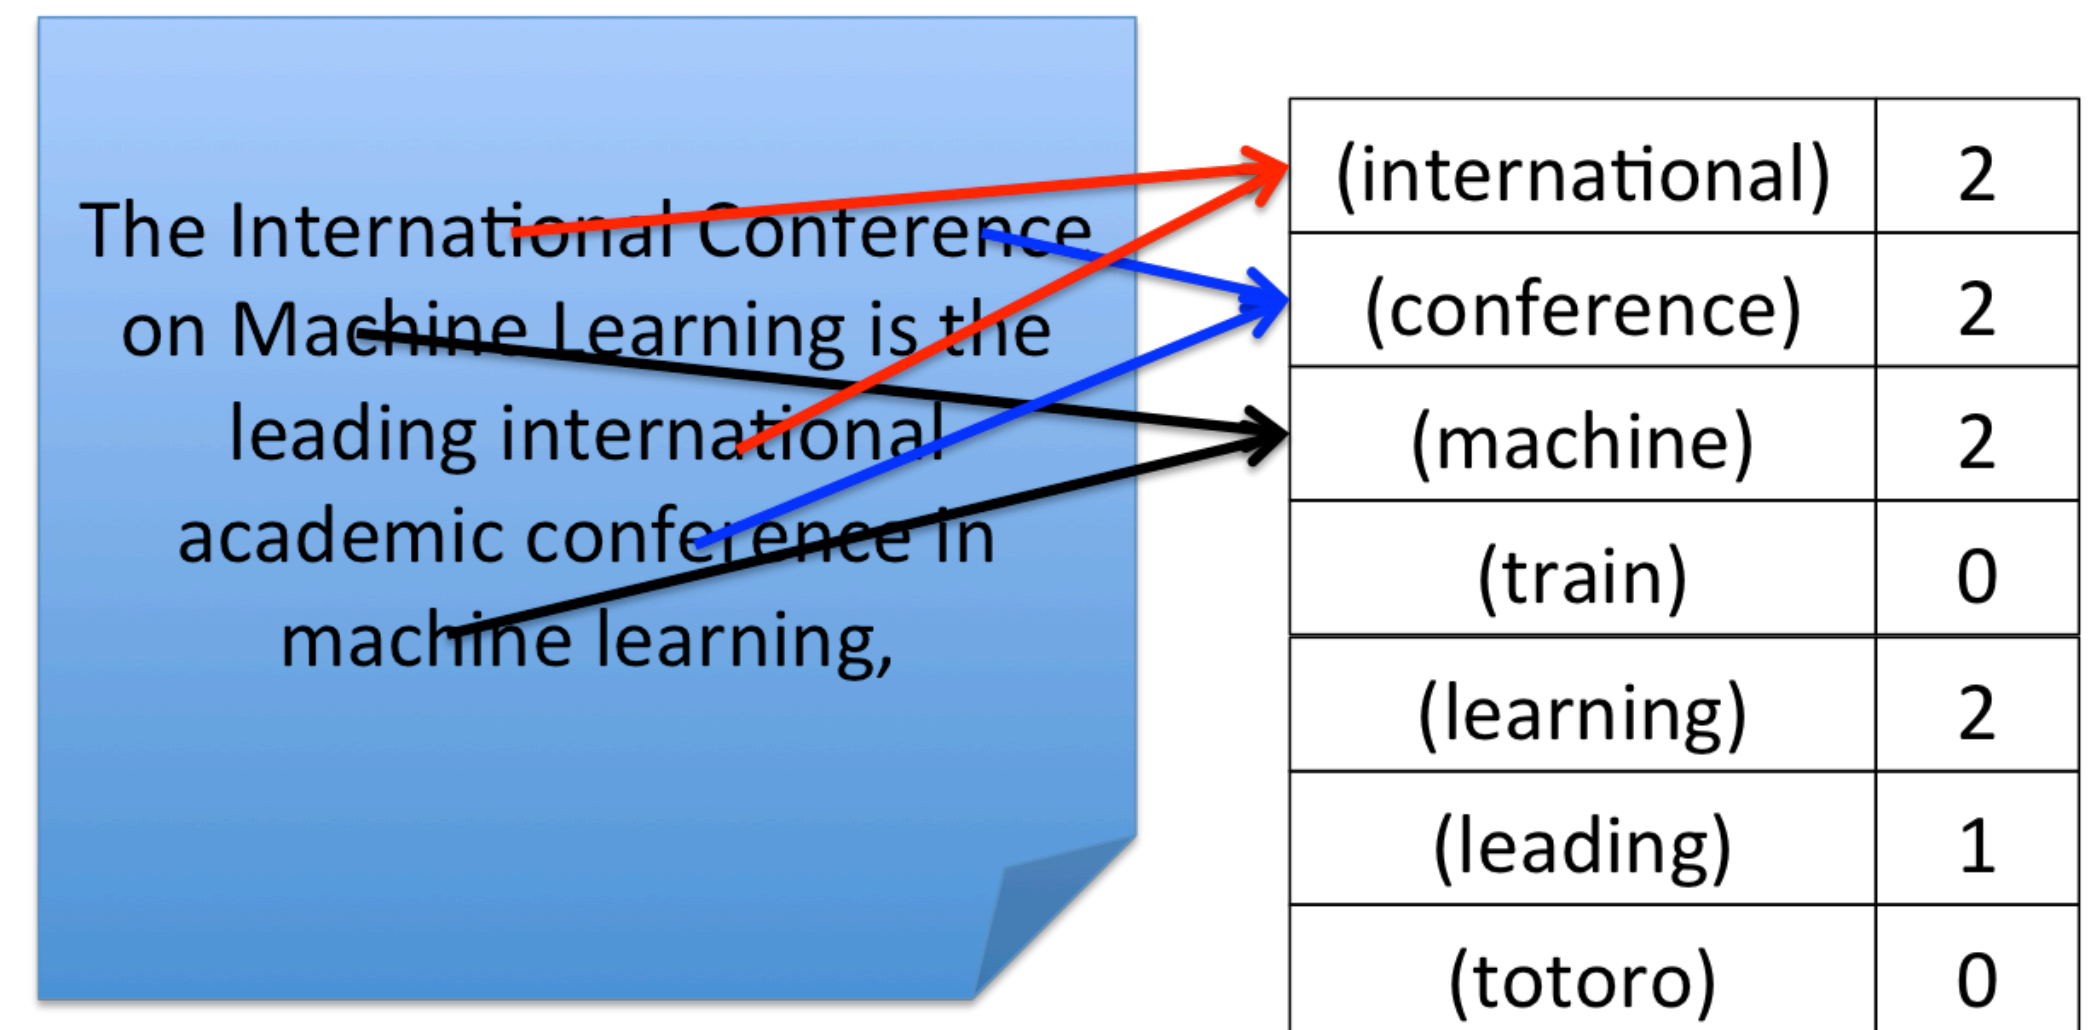 The International Conference
on Machine Learning is the
leading international
academic conference in
machine learning,
(international) 2
(conference) 2
(machine) 2
(train) 0
(learning) 2
(leading) 1
(totoro) 0